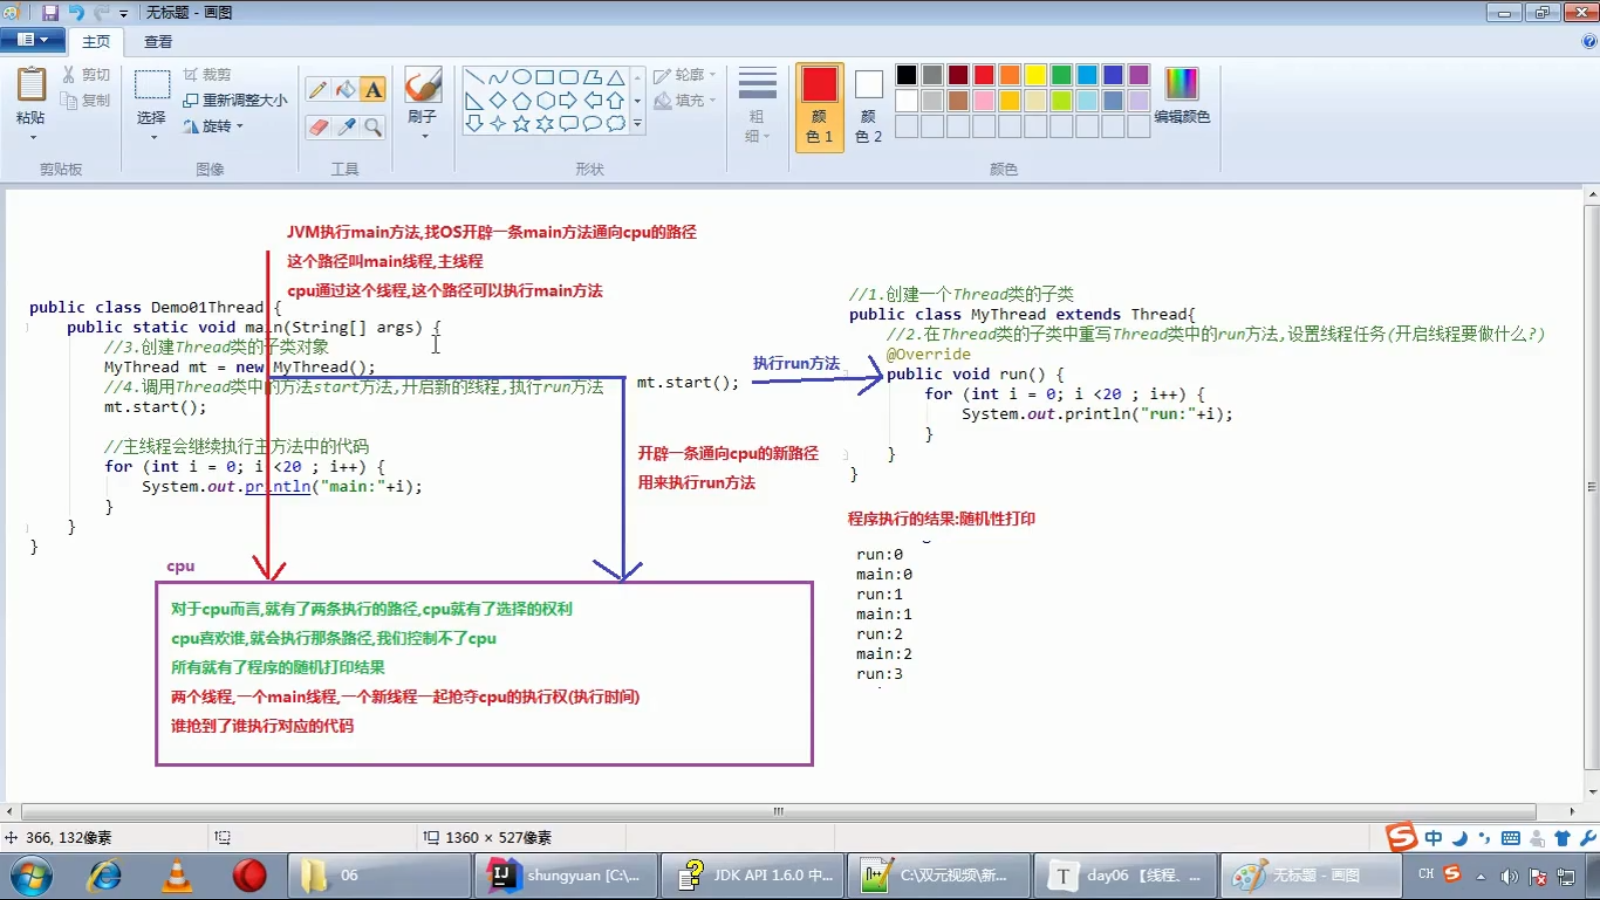 无标题 - 画图
主页
查看
粘贴
剪切
复制
剪贴板
选择
裁剪
重新调整大小
旋转
图像
A
工具
刷子
轮廓
填充
形状
粗细
颜色 1
颜色 2
编辑颜色
颜色
JVM执行main方法,找OS开辟一条main方法通向cpu的路径
这个路径叫main线程,主线程
cpu通过这个线程,这个路径可以执行main方法
public class Demo01Thread {
public static void main(String[] args) {
//3.创建Thread类的子类对象
MyThread mt = new MyThread();
//4.调用Thread类中的方法start方法,开启新的线程,执行run方法
mt.start();
//主线程会继续执行主方法中的代码
for (int i = 0; i <20 ; i++) {
System.out.println("main:"+i);
}
}
}
mt.start();
执行run方法
开辟一条通向cpu的新路径
用来执行run方法
//1.创建一个Thread类的子类
public class MyThread extends Thread{
//2.在Thread类的子类中重写Thread类中的run方法,设置线程任务(开启线程要做什么?)
@Override
public void run() {
for (int i = 0; i <20 ; i++) {
System.out.println("run:"+i);
}
}
}
程序执行的结果:随机性打印
run:0
main:0
run:1
main:1
run:2
main:2
run:3
cpu
对于cpu而言,就有了两条执行的路径,cpu就有了选择的权利
cpu喜欢谁,就会执行那条路径,我们控制不了cpu
所有就有了程序的随机打印结果
两个线程,一个main线程,一个新线程一起抢夺cpu的执行权(执行时间)
谁抢到了谁执行对应的代码
366, 132像素
1360 × 527像素
中
06
shungyuan [C:\...
JDK API 1.6.0 中...
C:\双元视频\新...
day06 【线程、...
无标题 - 画图
CH